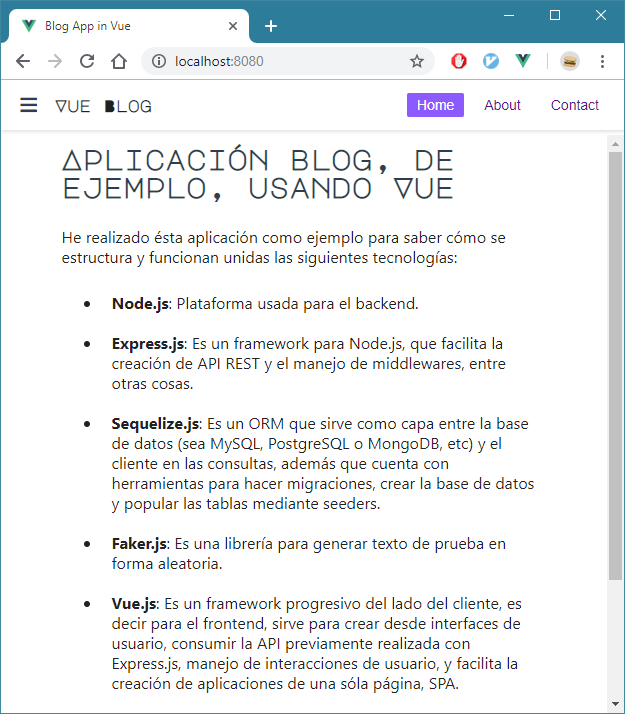 Blog App in Vue
localhost:8080
VUE BLOG
Home
About
Contact
APLICACIÓN BLOG, DE
EJEMPLO, USANDO VUE
He realizado ésta aplicación como ejemplo para saber cómo se
estructura y funcionan unidas las siguientes tecnologías:
• Node.js: Plataforma usada para el backend.
• Express.js: Es un framework para Node.js, que facilita la
creación de API REST y el manejo de middlewares, entre
otras cosas.
• Sequelize.js: Es un ORM que sirve como capa entre la base
de datos (sea MySQL, PostgreSQL o MongoDB, etc) y el
cliente en las consultas, además que cuenta con
herramientas para hacer migraciones, crear la base de datos
y popular las tablas mediante seeders.
• Faker.js: Es una librería para generar texto de prueba en
forma aleatoria.
• Vue.js: Es un framework progresivo del lado del cliente, es
decir para el frontend, sirve para crear desde interfaces de
usuario, consumir la API previamente realizada con
Express.js, manejo de interacciones de usuario, y facilita la
creación de aplicaciones de una sóla página, SPA.